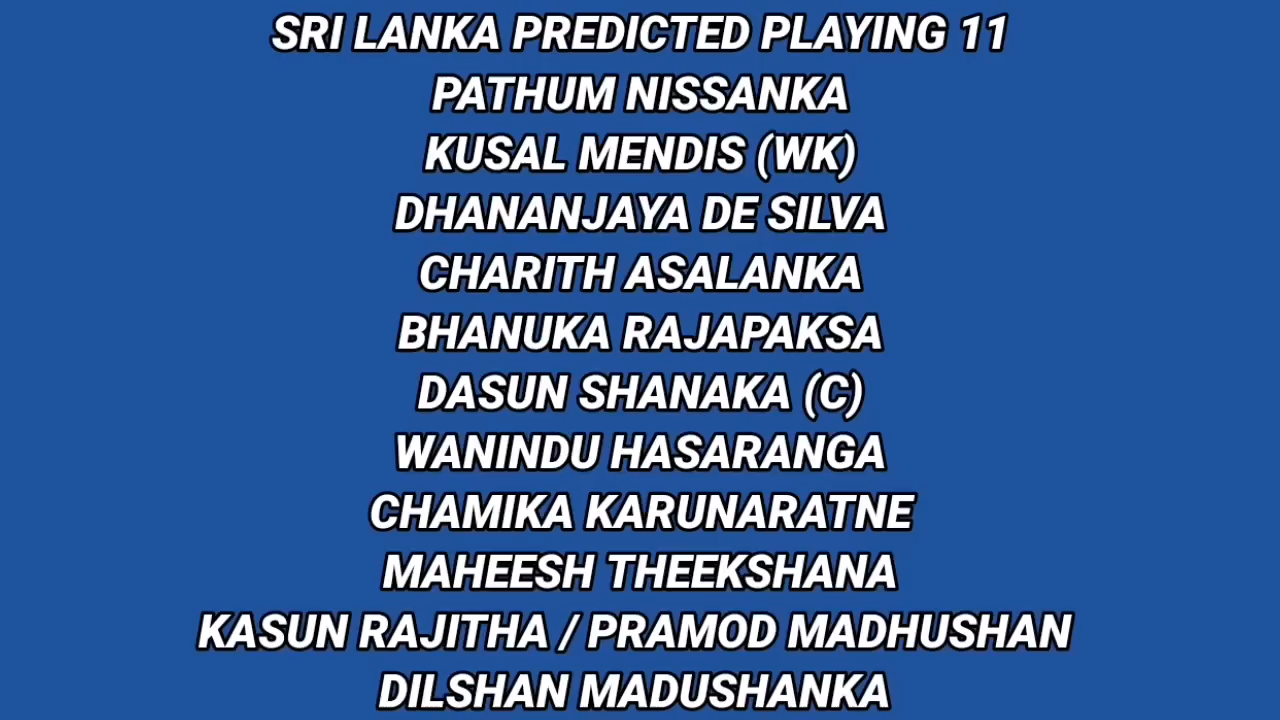 SRI LANKA PREDICTED PLAYING 11
PATHUM NISSANKA
KUSAL MENDIS (WK)
DHANANJAYA DE SILVA
CHARITH ASALANKA
BHANUKA RAJAPAKSA
DASUN SHANAKA (C)
WANINDU HASARANGA
CHAMIKA KARUNARATNE
MAHEESH THEEKSHANA
KASUN RAJITHA / PRAMOD MADHUSHAN
DILSHAN MADUSHANKA